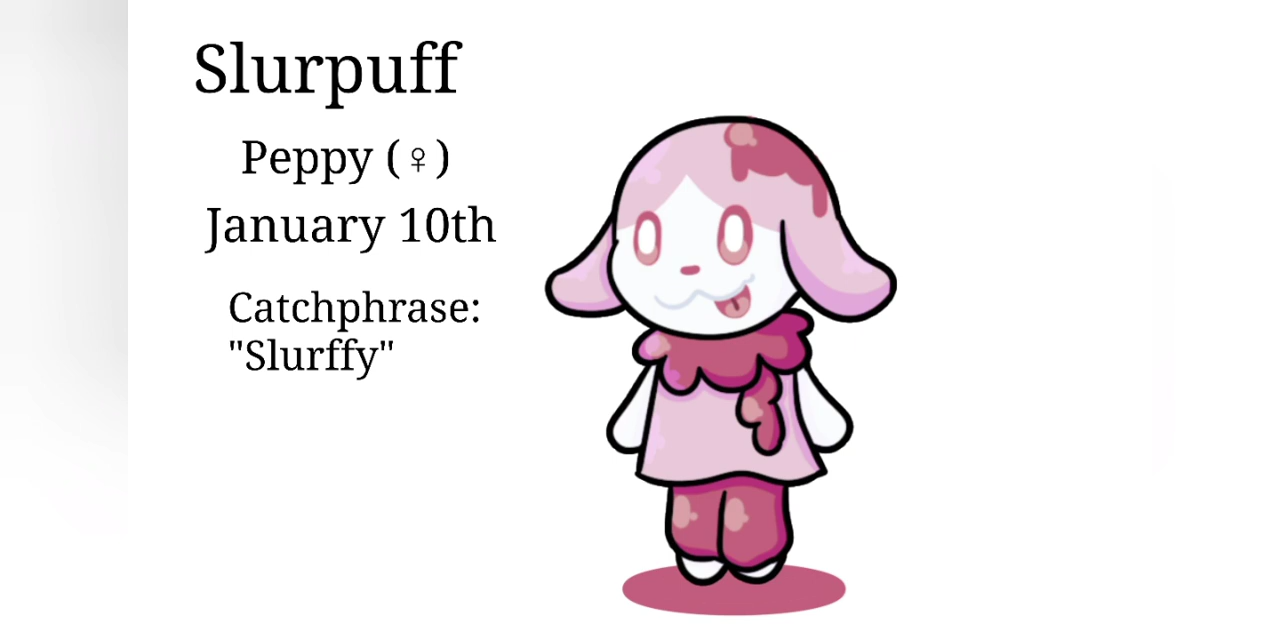 Slurpuff
Peppy (♀)
January 10th
Catchphrase:
"Slurffy"